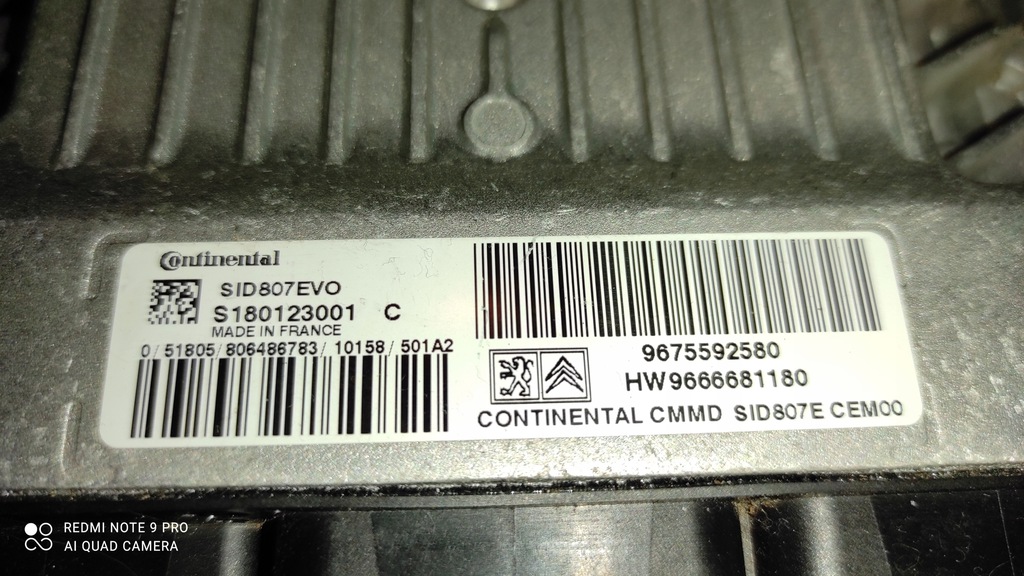 Continental
SID807EVO
S180123001 C
MADE IN FRANCE
0/51805/806486783/10158/501A2
9675592580
HW9666681180
CONTINENTAL CMMD SID807E CEM00
REDMI NOTE 9 PRO
AI QUAD CAMERA